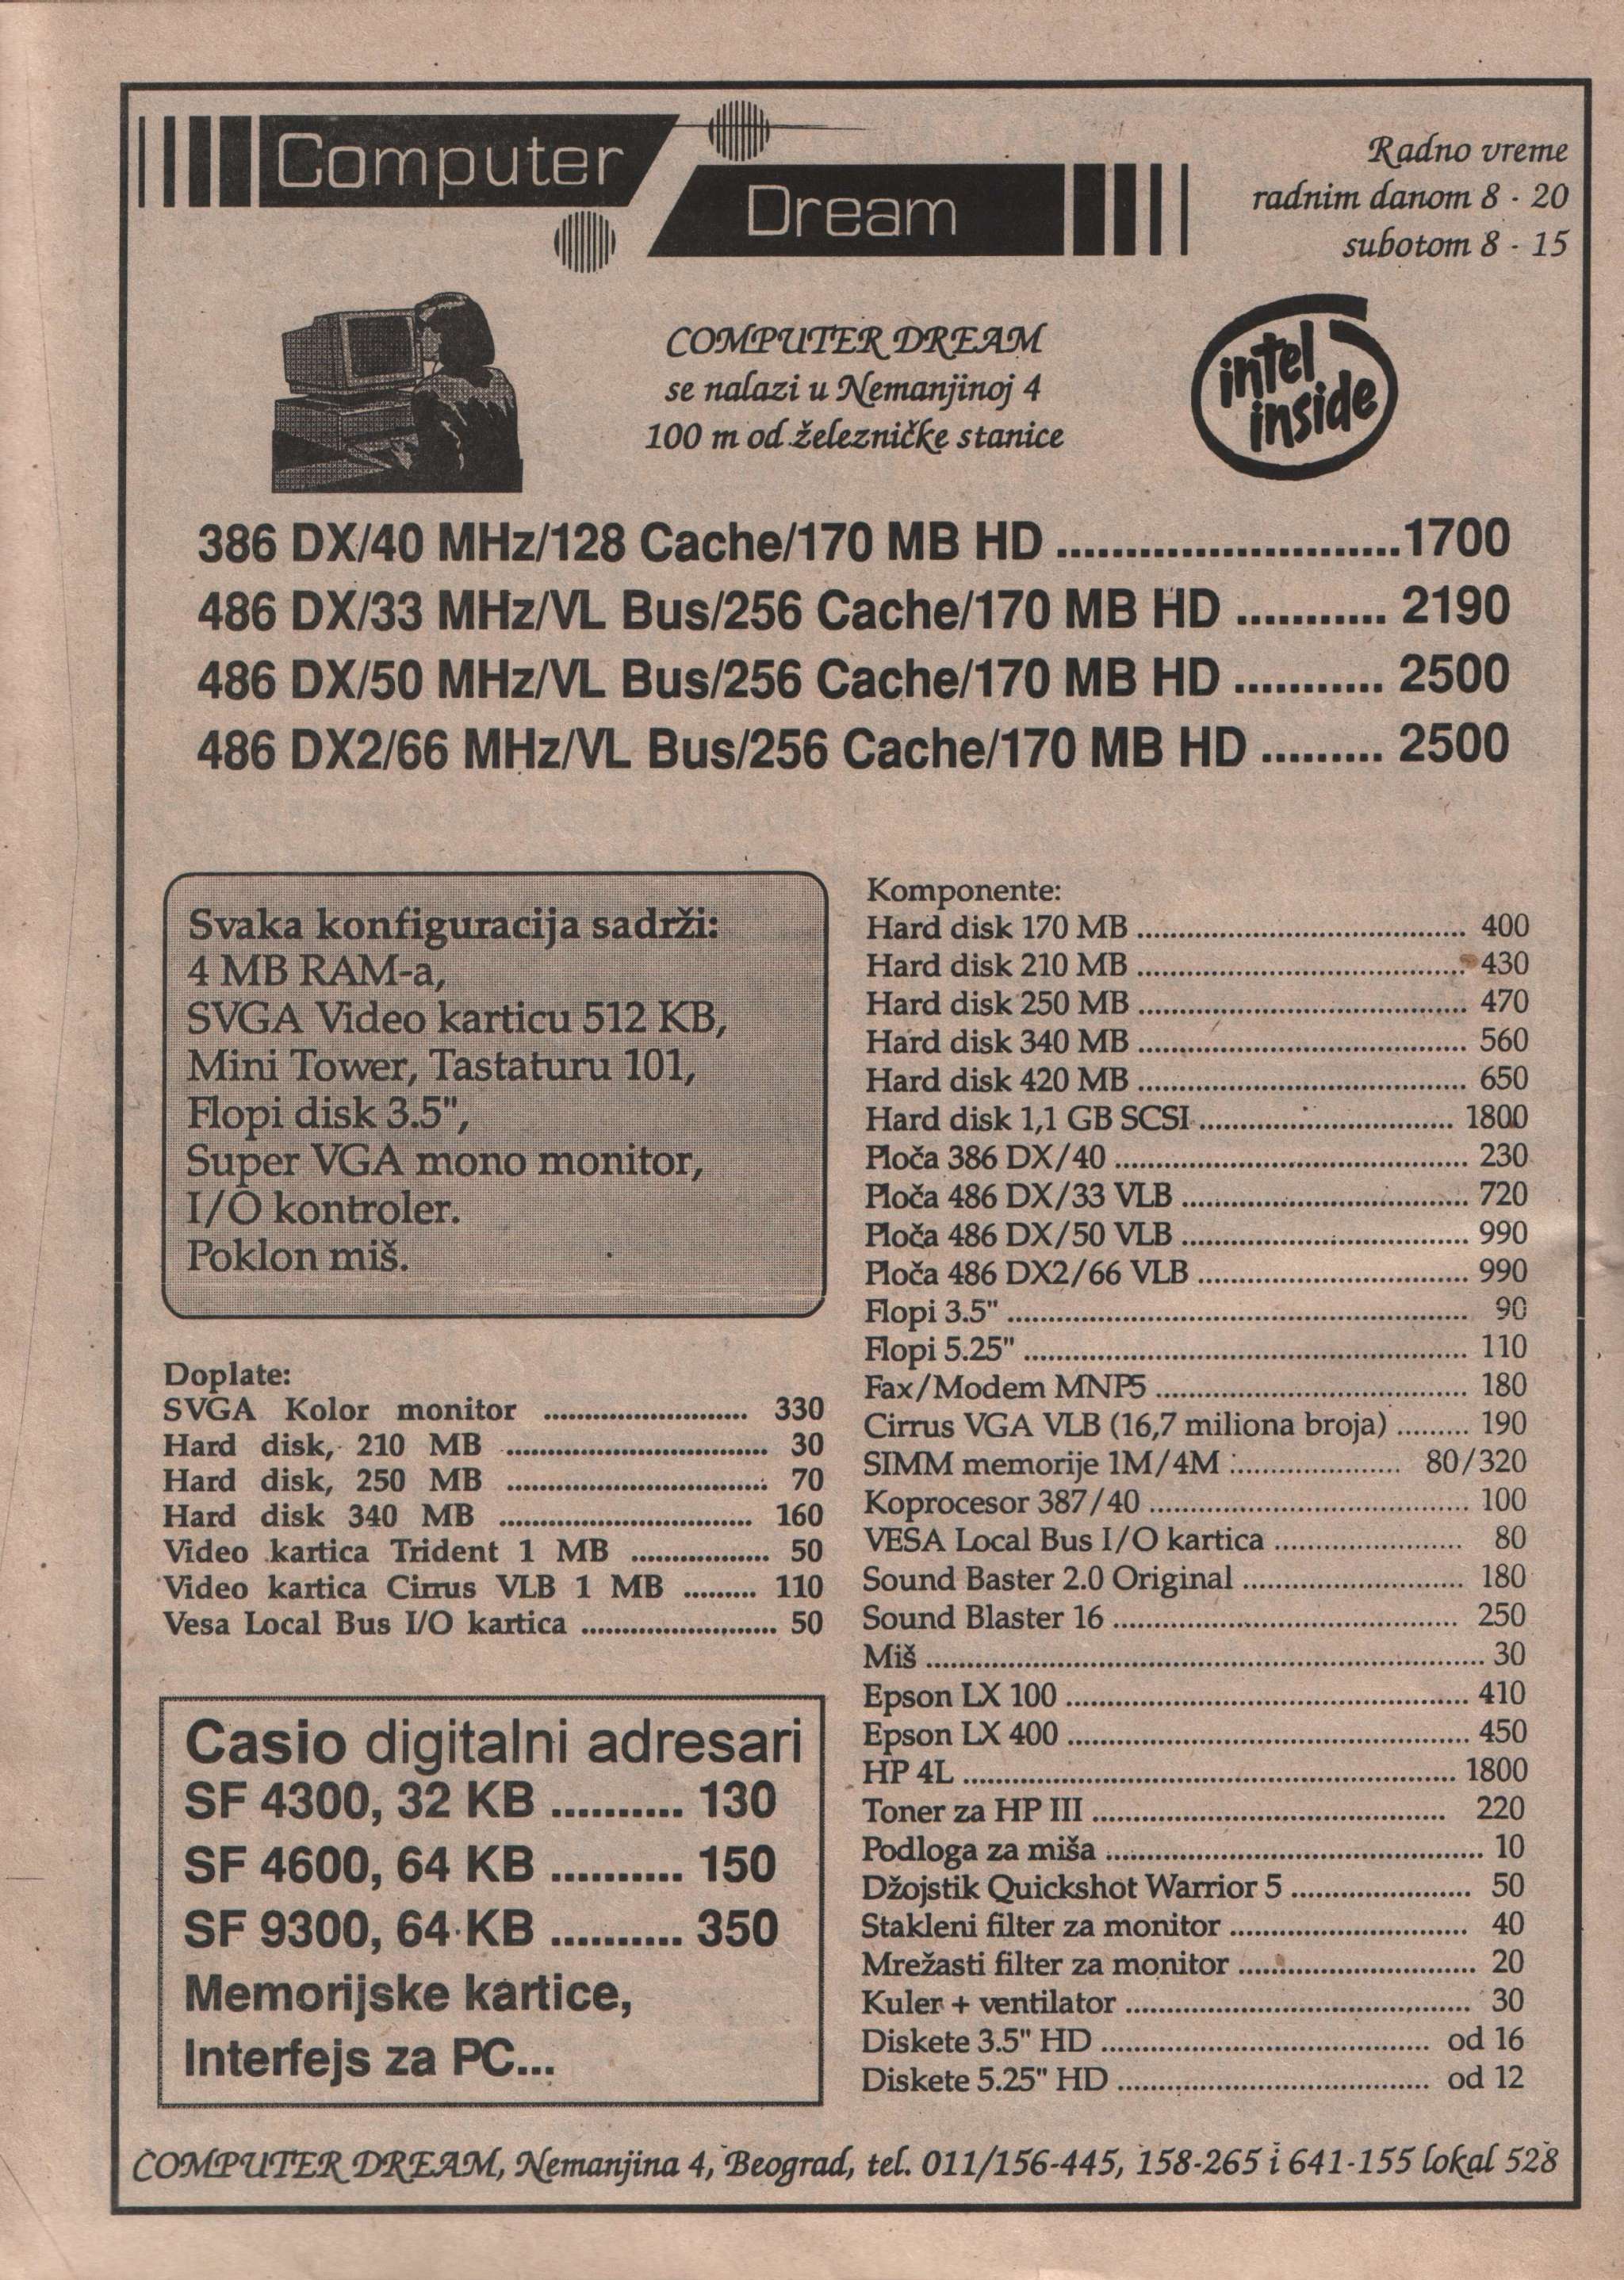 Computer
Dream
Radno vreme
radnim danom 8 - 20
subotom 8 - 15
COMPUTER DREAM
se nalazi u Nemanjinoj 4
100 m od železničke stanice
intel
inside
386 DX/40 MHz/128 Cache/170 MB HD .........................1700
486 DX/33 MHz/VL Bus/256 Cache/170 MB HD ........... 2190
486 DX/50 MHz/VL Bus/256 Cache/170 MB HD ........... 2500
486 DX2/66 MHz/VL Bus/256 Cache/170 MB HD ......... 2500
Svaka konfiguracija sadrži:
4 MB RAM-a,
SVGA Video karticu 512 KB,
Mini Tower, Tastaturu 101,
Flopi disk 3.5",
Super VGA mono monitor,
I/O kontroler.
Poklon miš.
Doplate:
SVGA Kolor monitor ......................... 330
Hard disk, 210 MB ................................ 30
Hard disk, 250 MB ................................ 70
Hard disk 340 MB ............................... 160
Video kartica Trident 1 MB ................. 50
Video kartica Cirrus VLB 1 MB ......... 110
Vesa Local Bus I/O kartica ........................ 50
Casio digitalni adresari
SF 4300, 32 KB .......... 130
SF 4600, 64 KB .......... 150
SF 9300, 64 KB .......... 350
Memorijske kartice,
Interfejs za PC...
Komponente:
Hard disk 170 MB ........................................ 400
Hard disk 210 MB ........................................ 430
Hard disk 250 MB ........................................ 470
Hard disk 340 MB ........................................ 560
Hard disk 420 MB ........................................ 650
Hard disk 1,1 GB SCSI ............................... 1800
Ploča 386 DX/40 ........................................... 230
Ploča 486 DX/33 VLB ................................... 720
Ploča 486 DX/50 VLB ................................... 990
Ploča 486 DX2/66 VLB ................................. 990
Flopi 3.5" ........................................................ 90
Flopi 5.25" ...................................................... 110
Fax/Modem MNP5 ...................................... 180
Cirrus VGA VLB (16,7 miliona broja) ......... 190
SIMM memorije 1M/4M ..................... 80/320
Koprocesor 387/40 ....................................... 100
VESA Local Bus I/O kartica ....................... 80
Sound Baster 2.0 Original ........................... 180
Sound Blaster 16 .......................................... 250
Miš .................................................................... 30
Epson LX 100 ................................................. 410
Epson LX 400 ................................................. 450
HP 4L ............................................................ 1800
Toner za HP III ........................................... 220
Podloga za miša .............................................. 10
Džojstik Quickshot Warrior 5 ...................... 50
Stakleni filter za monitor ............................. 40
Mrežasti filter za monitor ............................. 20
Kuler + ventilator .......................................... 30
Diskete 3.5" HD ........................................ od 16
Diskete 5.25" HD ...................................... od 12
COMPUTER DREAM, Nemanjina 4, Beograd, tel. 011/156-445, 158-265 i 641-155 lokal 528